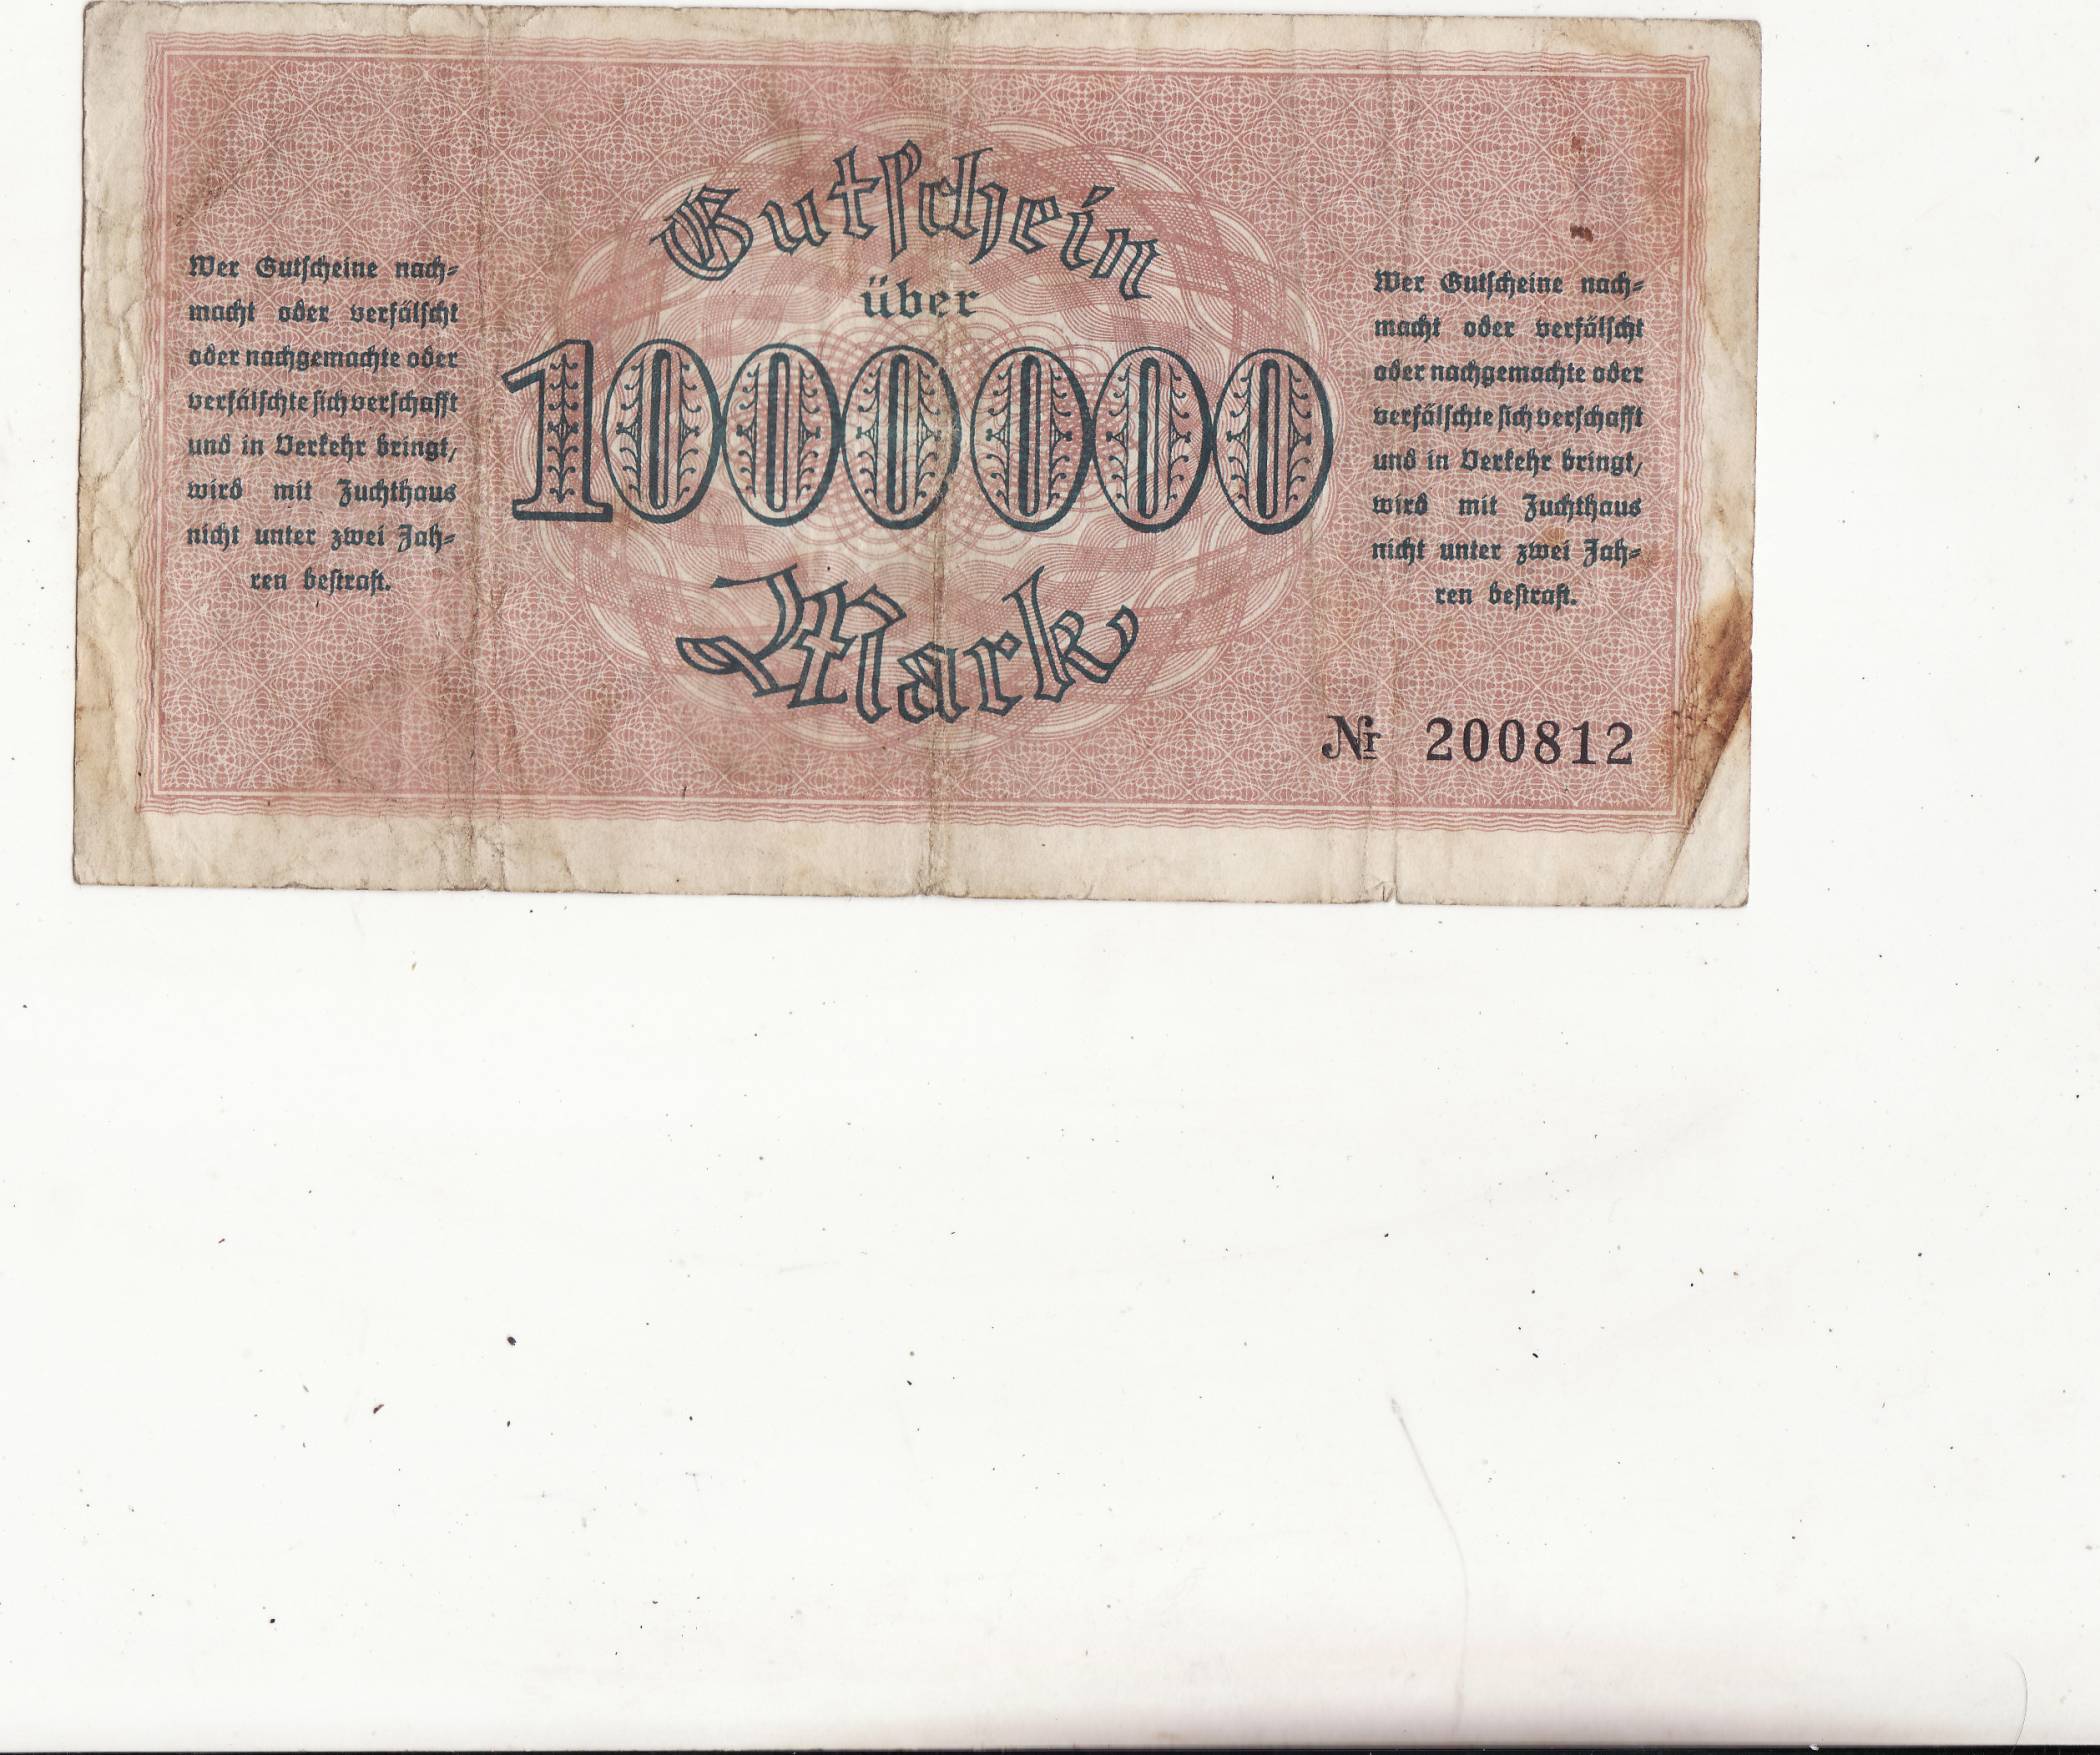 Wer Gutscheine nach-
macht oder verfälscht
oder nachgemachte oder
verfälschte sich verschafft
und in Verkehr bringt,
wird mit Zuchthaus
nicht unter zwei Jah-
ren bestraft.
Gutschein
über
1000000
Mark
Wer Gutscheine nach-
macht oder verfälscht
oder nachgemachte oder
verfälschte sich verschafft
und in Verkehr bringt,
wird mit Zuchthaus
nicht unter zwei Jah-
ren bestraft.
Nr 200812